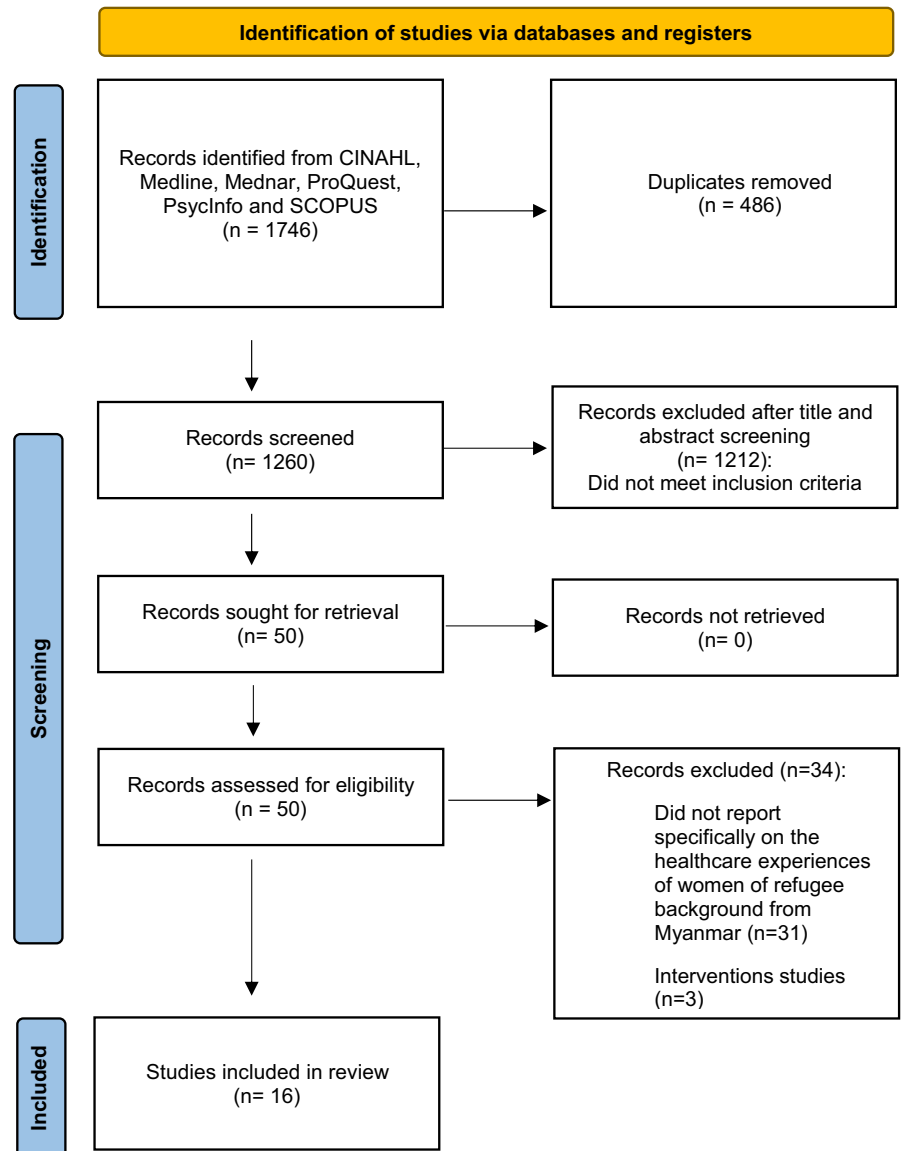 Identification of studies via databases and registers
Identification
Records identified from CINAHL,
Medline, Mednar, ProQuest,
PsycInfo and SCOPUS
(n = 1746)
Duplicates removed
(n = 486)
Screening
Records screened
(n= 1260)
Records excluded after title and
abstract screening
(n= 1212):
Did not meet inclusion criteria
Records sought for retrieval
(n= 50)
Records not retrieved
(n= 0)
Records assessed for eligibility
(n = 50)
Records excluded (n=34):
Did not report
specifically on the
healthcare experiences
of women of refugee
background from
Myanmar (n=31)
Interventions studies
(n=3)
Included
Studies included in review
(n= 16)